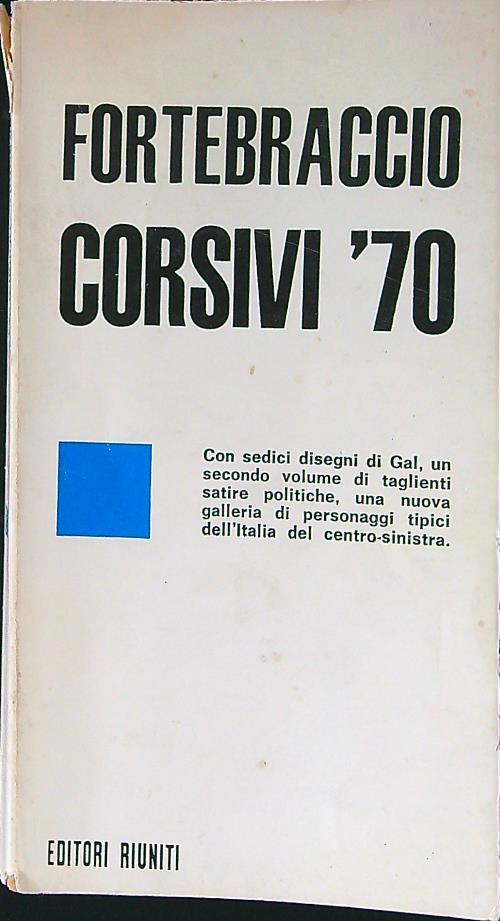 FORTEBRACCIO
CORSIVI '70
Con sedici disegni di Gal, un
secondo volume di taglienti
satire politiche, una nuova
galleria di personaggi tipici
dell'Italia del centro-sinistra.
EDITORI RIUNITI